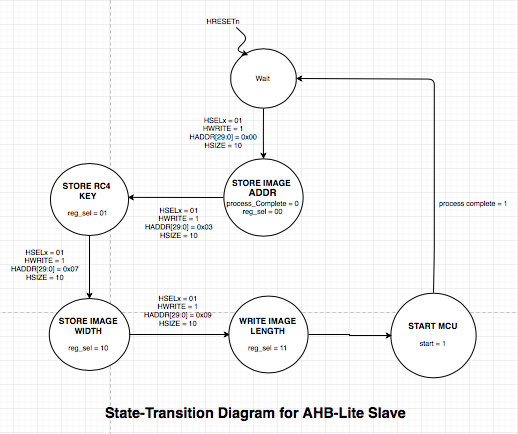 HRESETn
Wait
HSELx = 01
HWRITE = 1
HADDR[29:0] = 0x00
HSIZE = 10
STORE IMAGE
ADDR
process_Complete = 0
reg_sel = 00
STORE RC4
KEY
reg_sel = 01
HSELx = 01
HWRITE = 1
HADDR[29:0] = 0x03
HSIZE = 10
process complete = 1
HSELx = 01
HWRITE = 1
HADDR[29:0] = 0x07
HSIZE = 10
STORE IMAGE
WIDTH
reg_sel = 10
HSELx = 01
HWRITE = 1
HADDR[29:0] = 0x09
HSIZE = 10
WRITE IMAGE
LENGTH
reg_sel = 11
START MCU
start = 1
State-Transition Diagram for AHB-Lite Slave